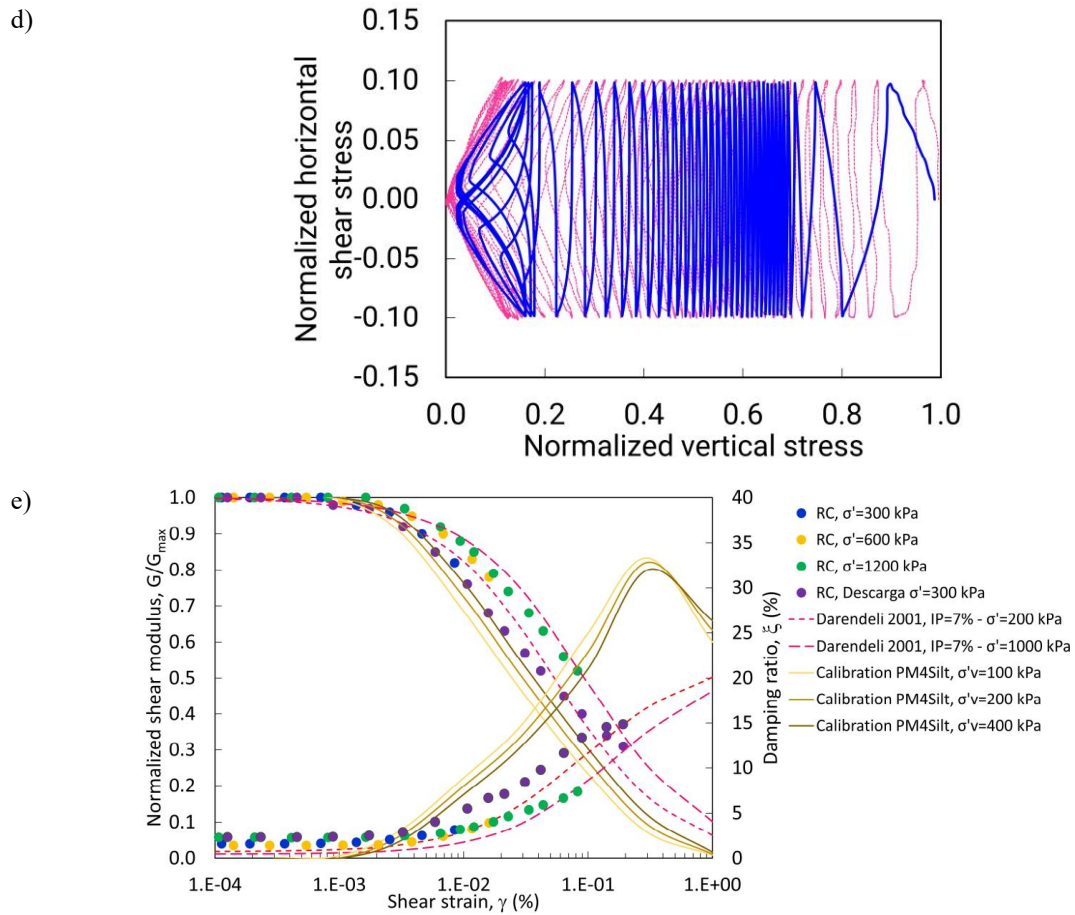 d)
Normalized horizontal
shear stress
0.15
0.10
0.05
0.00
-0.05
-0.10
-0.15
0.0 0.2 0.4 0.6 0.8 1.0
Normalized vertical stress
e)
Normalized shear modulus, G/Gmax
1.0
0.9
0.8
0.7
0.6
0.5
0.4
0.3
0.2
0.1
0.0
1.E-04 1.E-03 1.E-02 1.E-01 1.E+00
Shear strain, γ (%)
40
35
30
25
20
15
10
5
0
Damping ratio, ξ (%)
RC, σ'=300 kPa
RC, σ'=600 kPa
RC, σ'=1200 kPa
RC, Descarga σ'=300 kPa
Darendeli 2001, IP=7% - σ'=200 kPa
Darendeli 2001, IP=7% - σ'=1000 kPa
Calibration PM4Silt, σ'v=100 kPa
Calibration PM4Silt, σ'v=200 kPa
Calibration PM4Silt, σ'v=400 kPa